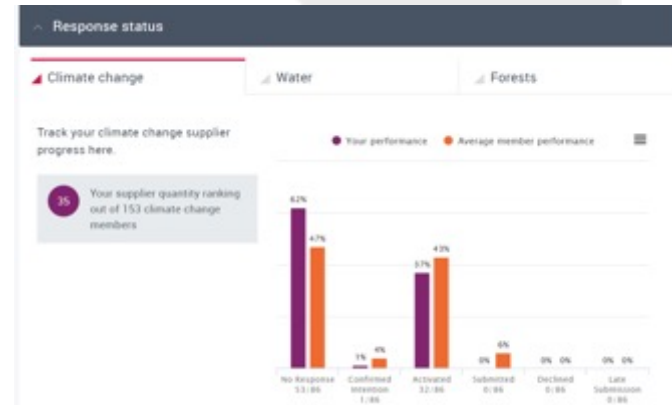 Response status
Climate change
Water
Forests
Track your climate change supplier
progress here.
Your performance
Average member performance
35
Your supplier quantity ranking
out of 153 climate change
members
62%
47%
1%
4%
37%
43%
0%
6%
0%
0%
0%
0%
No Response
53/86
Confirmed
Intention
1/86
Activated
32/86
Submitted
0/86
Declined
0/86
Late
Submission
0/86